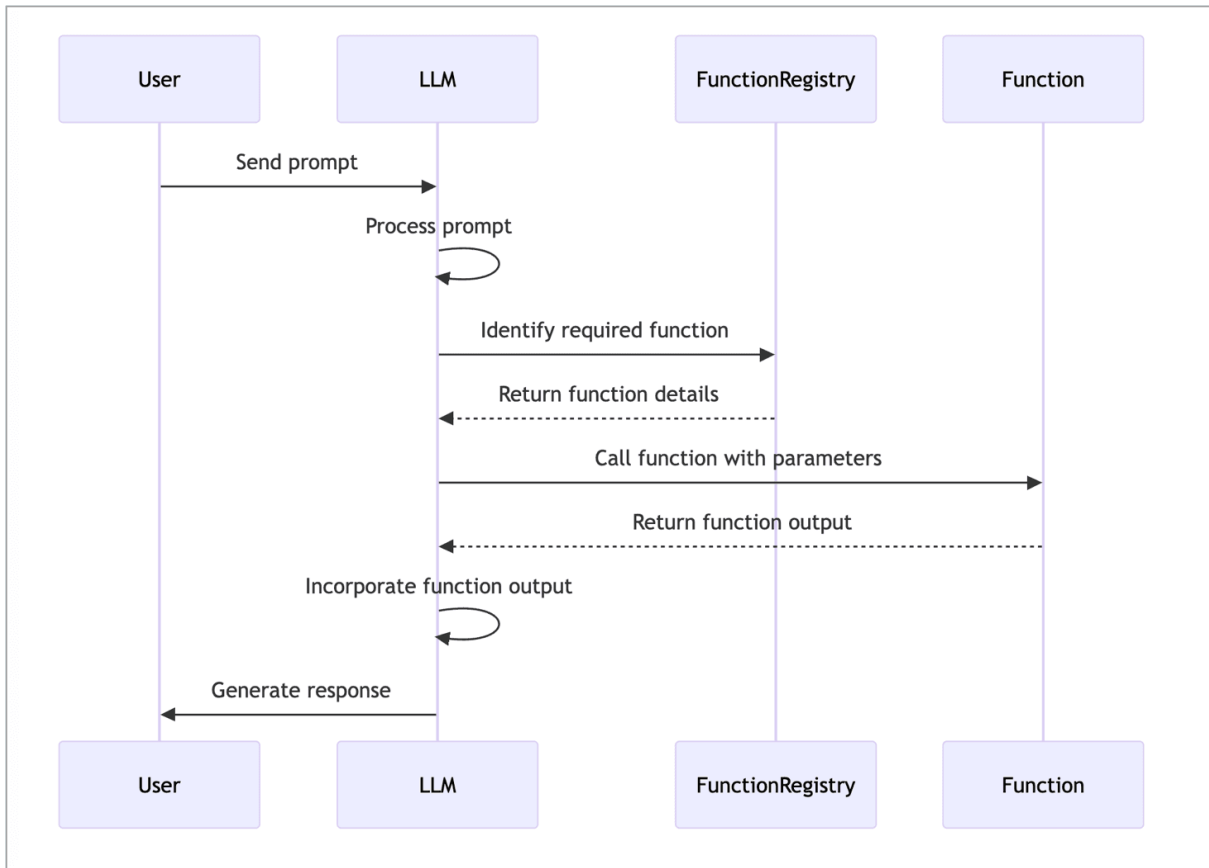 User
LLM
FunctionRegistry
Function
Send prompt
Process prompt
Identify required function
Return function details
Call function with parameters
Return function output
Incorporate function output
Generate response
User
LLM
FunctionRegistry
Function